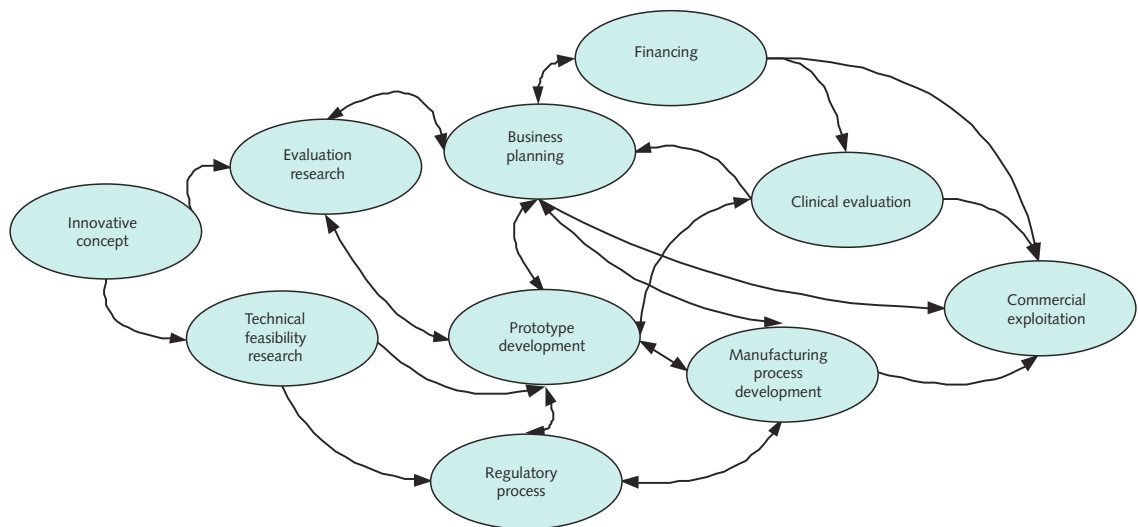 Financing
Business
planning
Evaluation
research
Clinical evaluation
Innovative
concept
Commercial
exploitation
Technical
feasibility
research
Prototype
development
Manufacturing
process
development
Regulatory
process